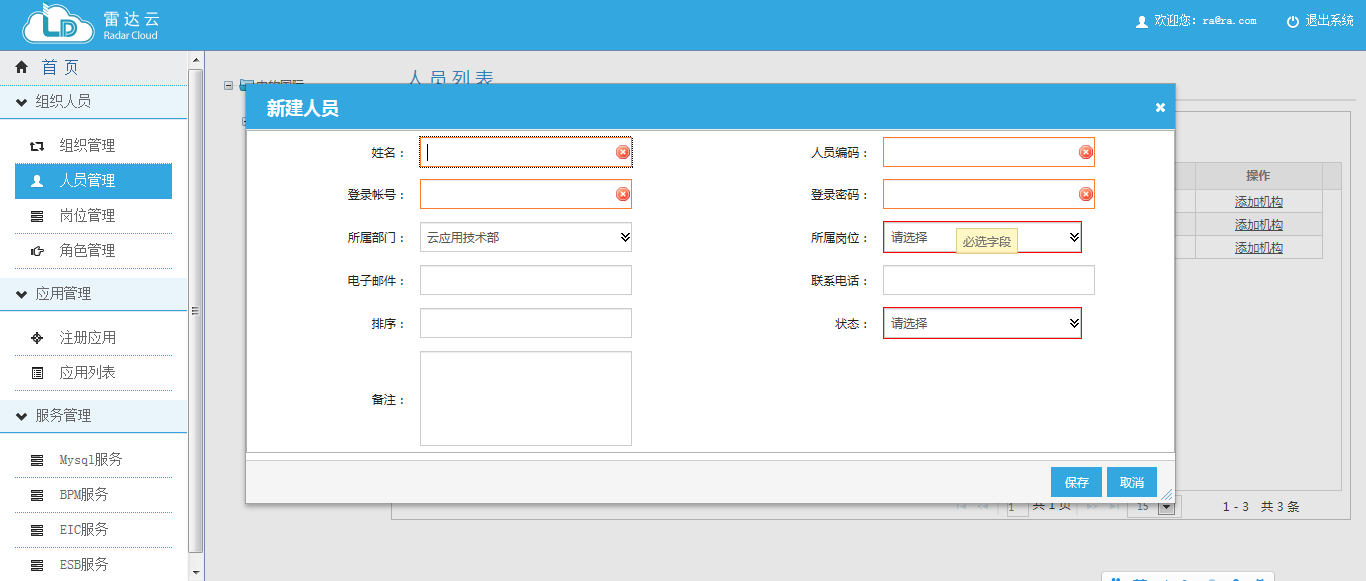 雷达云
Radar Cloud
欢迎您: ra@ra.com
退出系统
首 页
组织人员
组织管理
人员管理
岗位管理
角色管理
应用管理
注册应用
应用列表
服务管理
Mysql服务
BPM服务
EIC服务
ESB服务
人员列表
新建人员
姓名：
人员编码：
登录帐号：
登录密码：
所属部门：
云应用技术部
所属岗位：
请选择
必选字段
电子邮件：
联系电话：
排序：
状态：
请选择
备注：
保存
取消
操作
添加机构
添加机构
添加机构
1
共 1 页
15
1 - 3 共 3 条